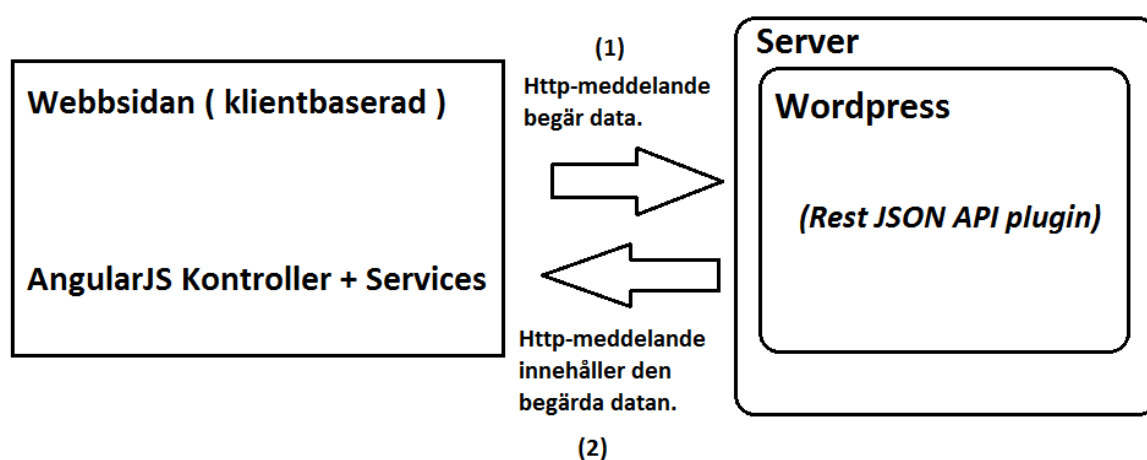 Webbsidan ( klientbaserad )
AngularJS Kontroller + Services
(1)
Http-meddelande
begär data.
Http-meddelande
innehåller den
begärda datan.
(2)
Server
Wordpress
(Rest JSON API plugin)